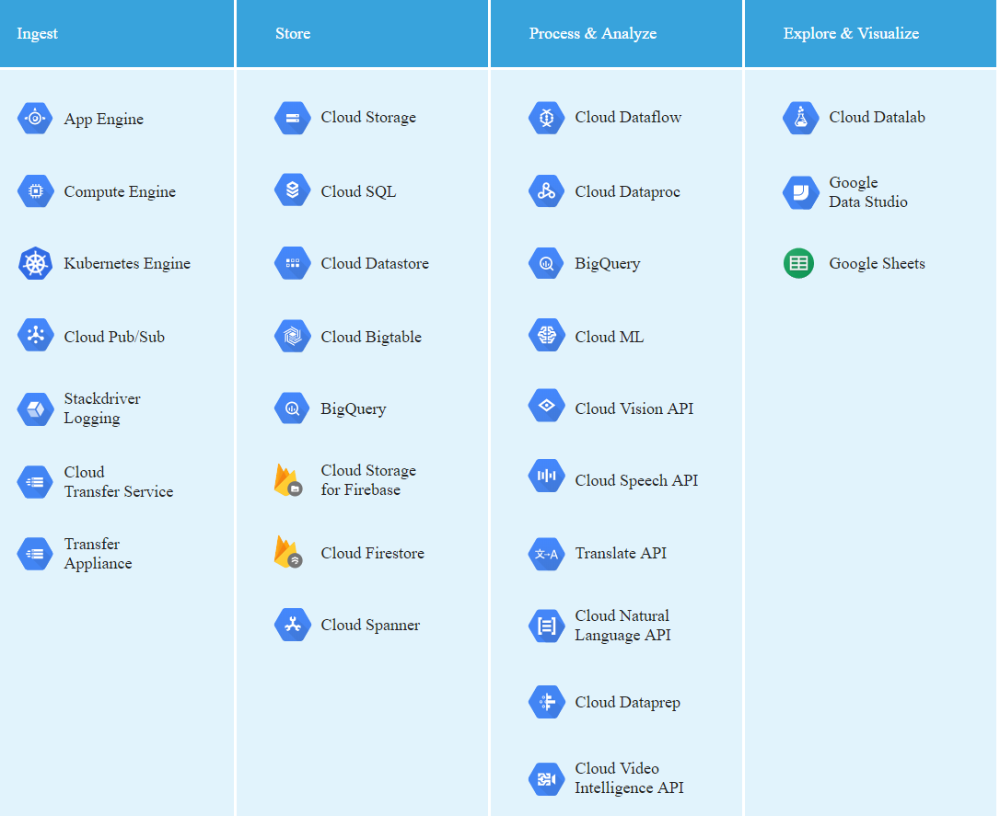 Ingest
Store
Process & Analyze
Explore & Visualize
App Engine
Compute Engine
Kubernetes Engine
Cloud Pub/Sub
Stackdriver
Logging
Cloud
Transfer Service
Transfer
Appliance
Cloud Storage
Cloud SQL
Cloud Datastore
Cloud Bigtable
BigQuery
Cloud Storage
for Firebase
Cloud Firestore
Cloud Spanner
Cloud Dataflow
Cloud Dataproc
BigQuery
Cloud ML
Cloud Vision API
Cloud Speech API
文→A
Translate API
Cloud Natural
Language API
Cloud Dataprep
Cloud Video
Intelligence API
Cloud Datalab
Google
Data Studio
Google Sheets